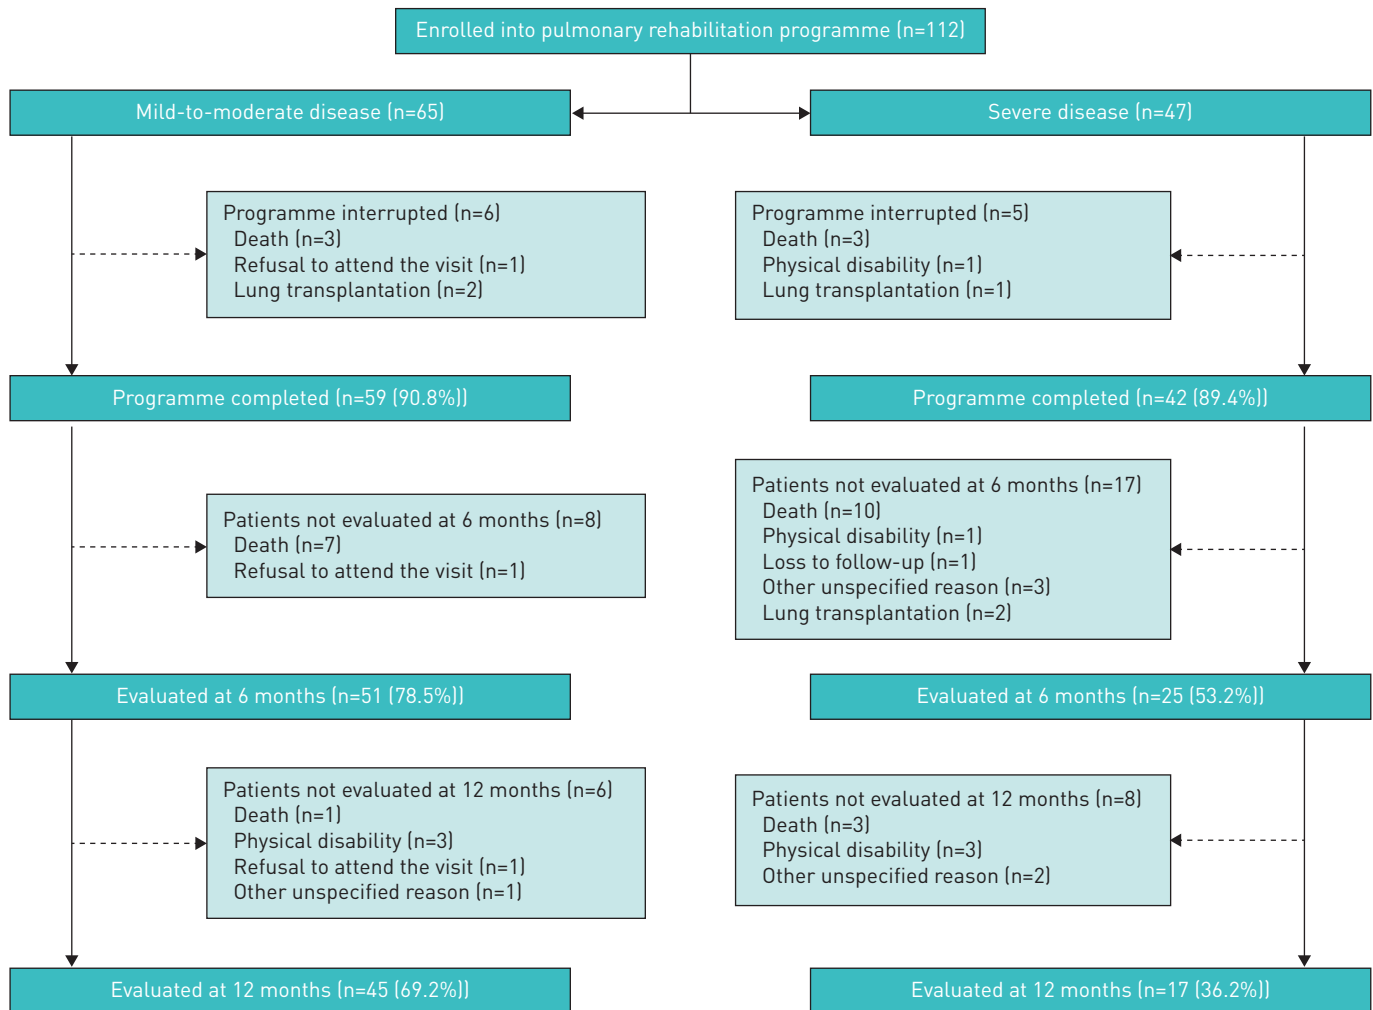 Enrolled into pulmonary rehabilitation programme (n=112)
Mild-to-moderate disease (n=65)
Severe disease (n=47)
Programme interrupted (n=6)
Death (n=3)
Refusal to attend the visit (n=1)
Lung transplantation (n=2)
Programme interrupted (n=5)
Death (n=3)
Physical disability (n=1)
Lung transplantation (n=1)
Programme completed (n=59 (90.8%))
Programme completed (n=42 (89.4%))
Patients not evaluated at 6 months (n=8)
Death (n=7)
Refusal to attend the visit (n=1)
Patients not evaluated at 6 months (n=17)
Death (n=10)
Physical disability (n=1)
Loss to follow-up (n=1)
Other unspecified reason (n=3)
Lung transplantation (n=2)
Evaluated at 6 months (n=51 (78.5%))
Evaluated at 6 months (n=25 (53.2%))
Patients not evaluated at 12 months (n=6)
Death (n=1)
Physical disability (n=3)
Refusal to attend the visit (n=1)
Other unspecified reason (n=1)
Patients not evaluated at 12 months (n=8)
Death (n=3)
Physical disability (n=3)
Other unspecified reason (n=2)
Evaluated at 12 months (n=45 (69.2%))
Evaluated at 12 months (n=17 (36.2%))